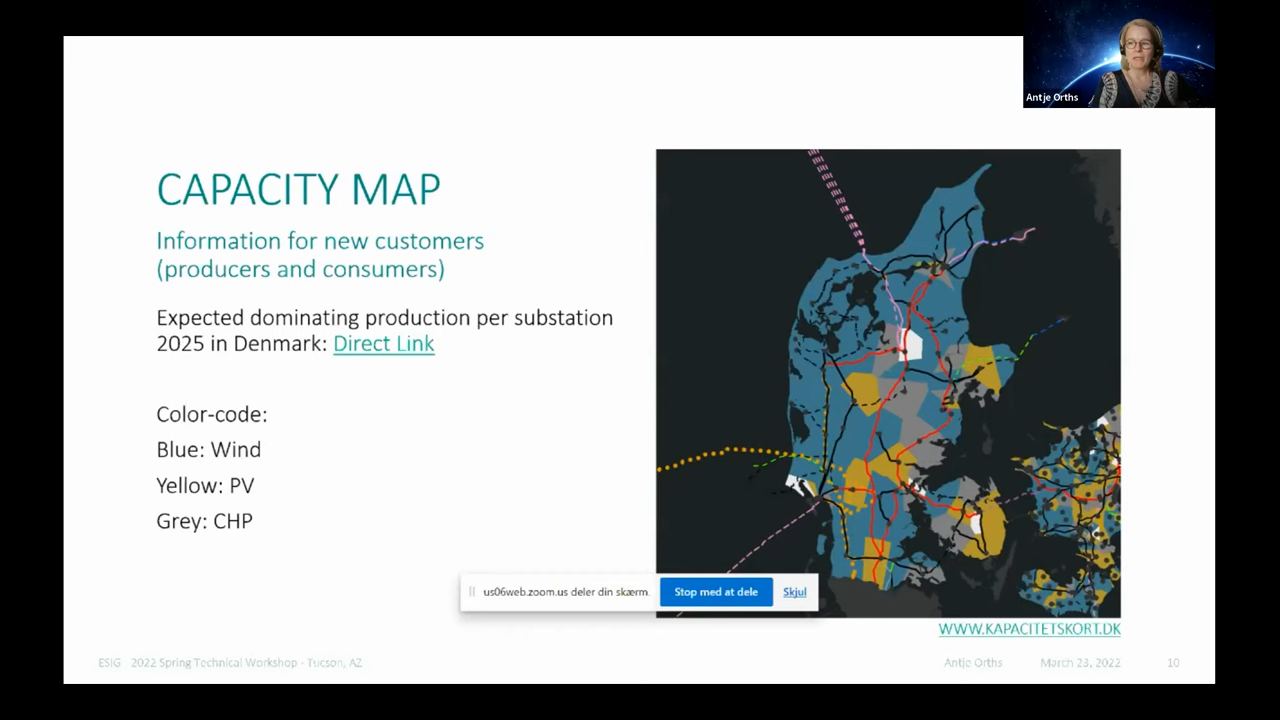 Antje Orths
CAPACITY MAP
Information for new customers
(producers and consumers)
Expected dominating production per substation
2025 in Denmark: Direct Link
Color-code:
Blue: Wind
Yellow: PV
Grey: CHP
us06web.zoom.us deler din skærm.
Stop med at dele
Skjul
WWW.KAPACITETSKORT.DK
ESIG 2022 Spring Technical Workshop - Tucson, AZ
Antje Orths
March 23, 2022
10